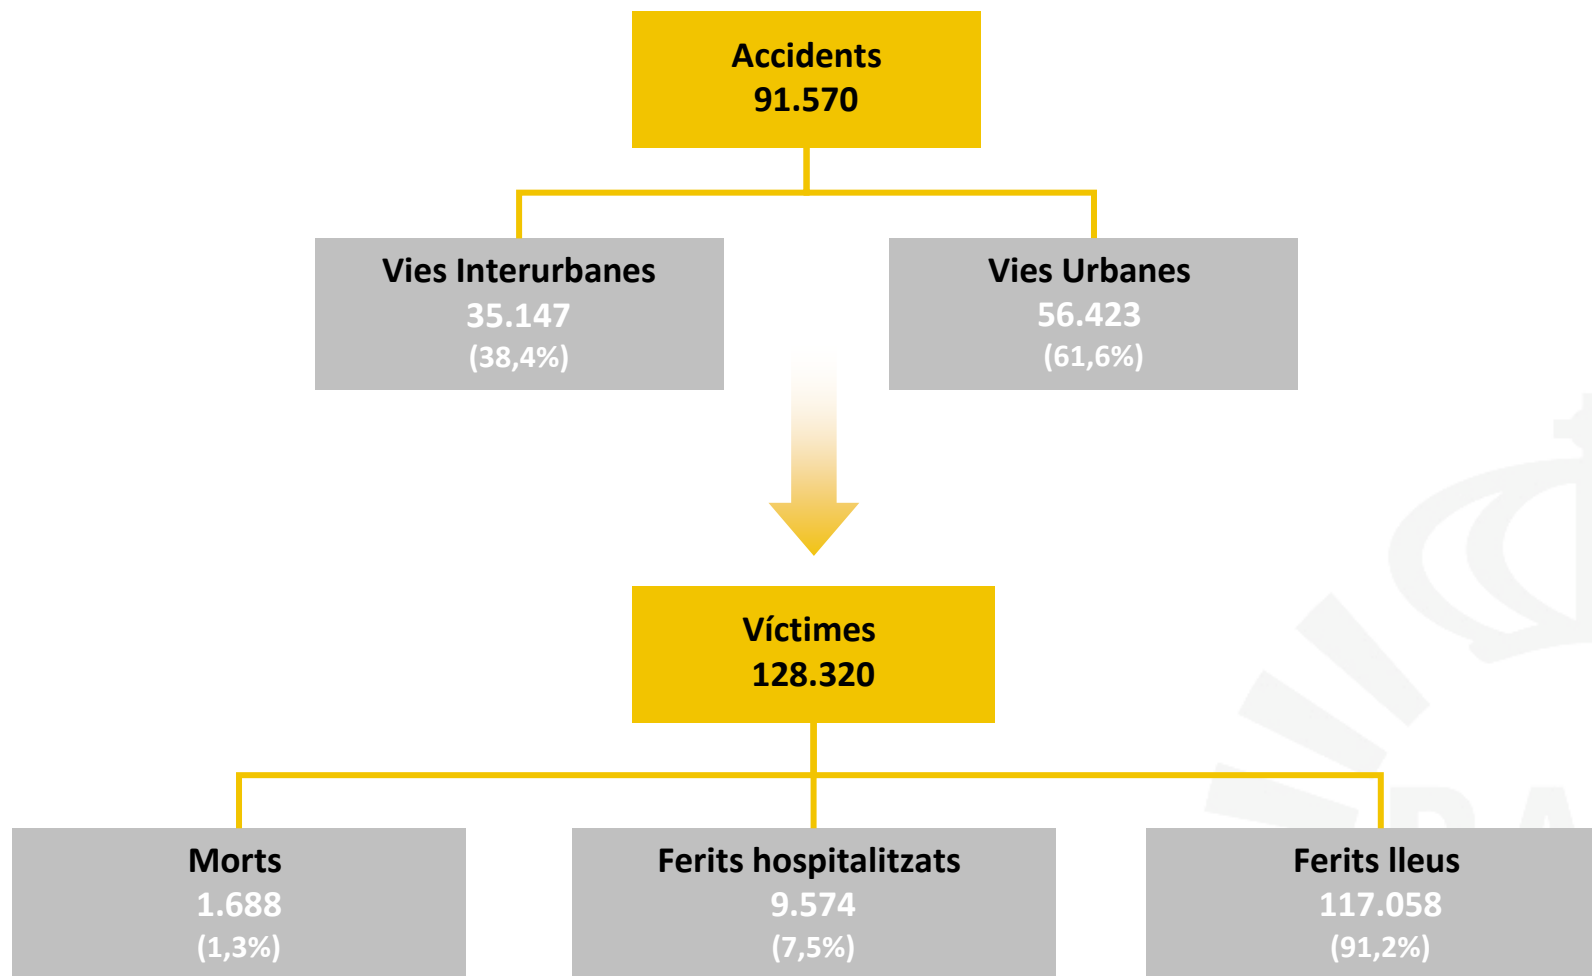 Accidents
91.570
Vies Interurbanes
35.147
(38,4%)
Vies Urbanes
56.423
(61,6%)
Víctimes
128.320
Morts
1.688
(1,3%)
Ferits hospitalitzats
9.574
(7,5%)
Ferits lleus
117.058
(91,2%)